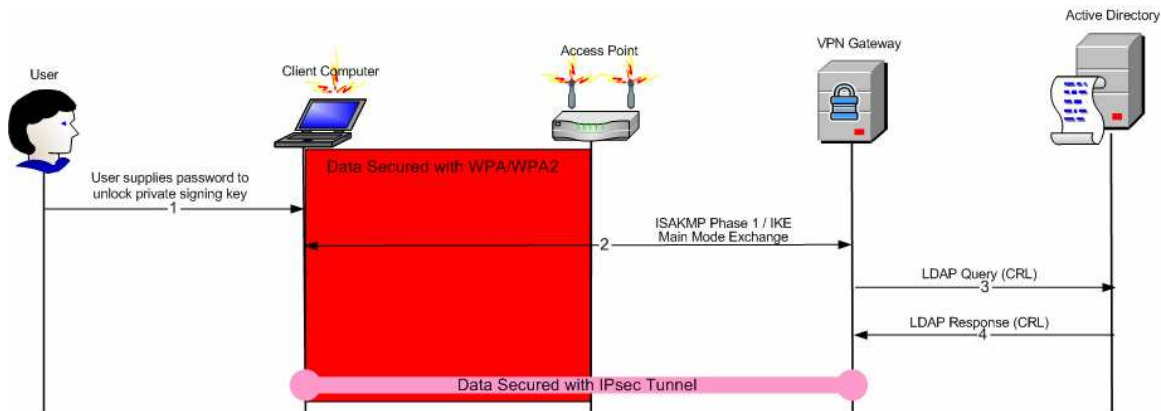 Active Directory
VPN Gateway
Access Point
Client Computer
User
Data Secured with WPA/WPA2
User supplies password to
unlock private signing key
1
ISAKMP Phase 1 / IKE
Main Mode Exchange
2
LDAP Query (CRL)
3
LDAP Response (CRL)
4
Data Secured with IPsec Tunnel